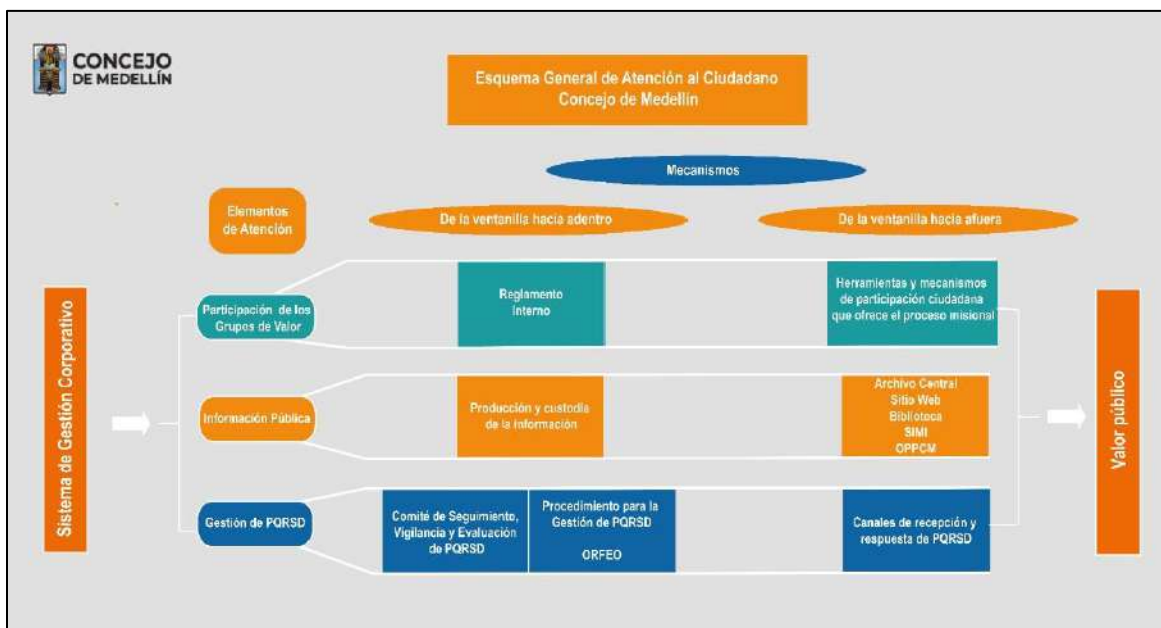 CONCEJO
DE MEDELLÍN
Esquema General de Atención al Ciudadano
Concejo de Medellín
Mecanismos
Elementos
de Atención
De la ventanilla hacia adentro
De la ventanilla hacia afuera
Sistema de Gestión Corporativo
Participación de los
Grupos de Valor
Reglamento
Interno
Herramientas y mecanismos
de participación ciudadana
que ofrece el proceso misional
Información Pública
Producción y custodia
de la información
Archivo Central
Sitio Web
Biblioteca
SIMI
OPPCM
Gestión de PQRSD
Comité de Seguimiento,
Vigilancia y Evaluación
de PQRSD
Procedimiento para la
Gestión de PQRSD
ORFEO
Canales de recepción y
respuesta de PQRSD
Valor público